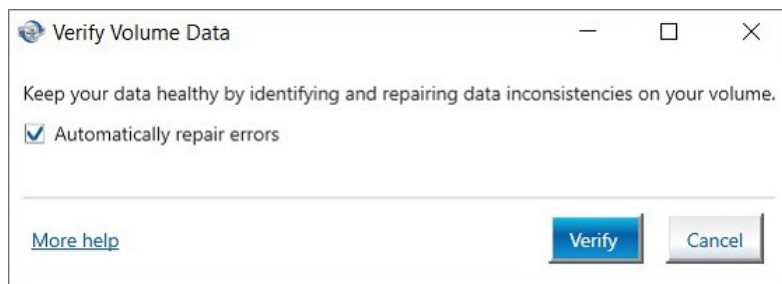 Verify Volume Data
Keep your data healthy by identifying and repairing data inconsistencies on your volume.
Automatically repair errors
More help
Verify
Cancel